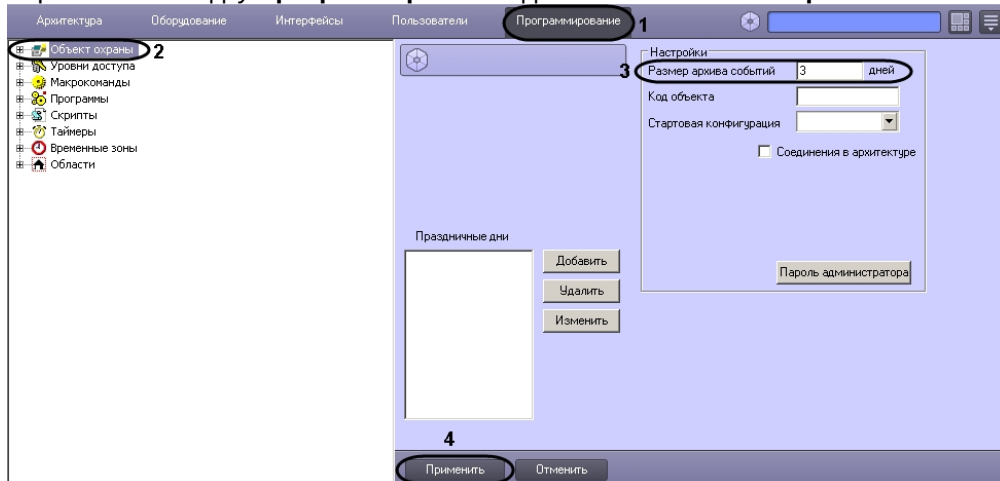 Архитектура Оборудование Интерфейсы Пользователи Программирование 1
Объект охраны 2
Уровни доступа
Макрокоманды
Программы
Скрипты
Таймеры
Временные зоны
Области
Настройки
3 Размер архива событий 3 дней
Код объекта
Стартовая конфигурация
Соединения в архитектуре
Праздничные дни
Добавить
Удалить
Изменить
Пароль администратора
4
Применить Отменить